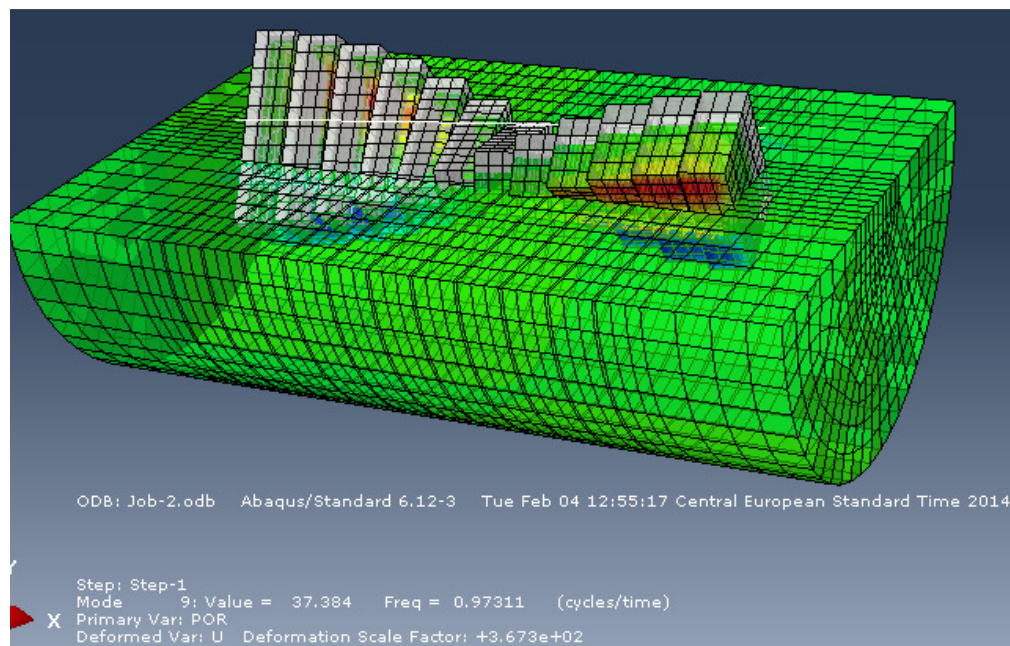 ODB: Job-2.odb Abaqus/Standard 6.12-3 Tue Feb 04 12:55:17 Central European Standard Time 2014
Step: Step-1
Mode 9: Value = 37.384 Freq = 0.97311 (cycles/time)
X Primary Var: POR
Deformed Var: U Deformation Scale Factor: +3.673e+02